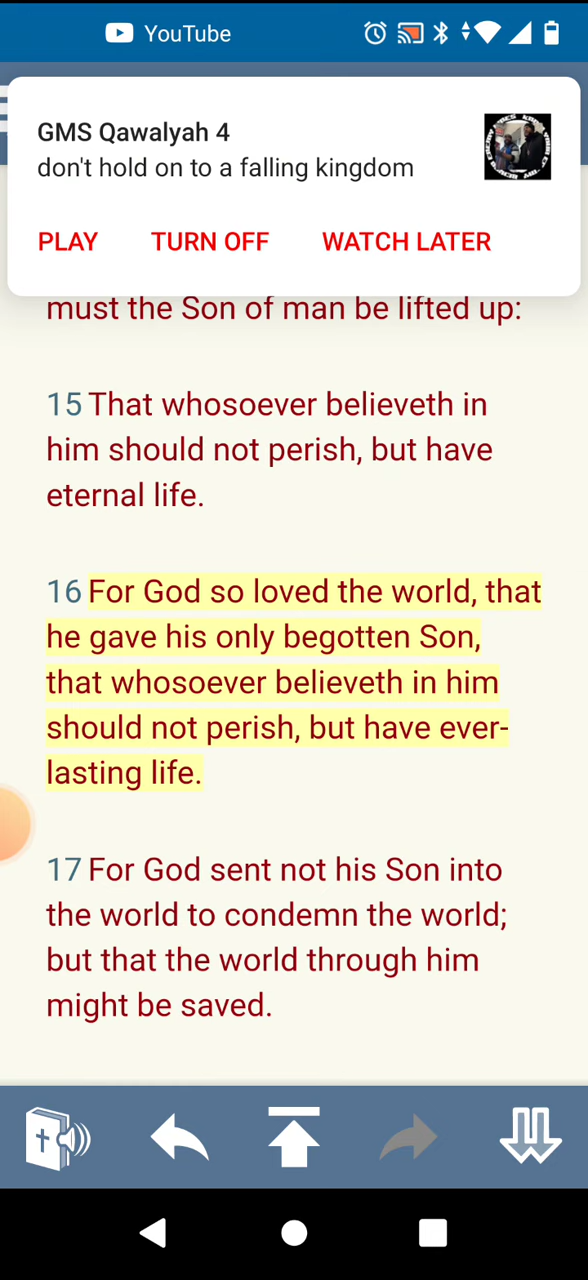 YouTube
GMS Qawalyah 4
don't hold on to a falling kingdom
PLAY TURN OFF WATCH LATER
must the Son of man be lifted up:
15 That whosoever believeth in
him should not perish, but have
eternal life.
16 For God so loved the world, that
he gave his only begotten Son,
that whosoever believeth in him
should not perish, but have ever-
lasting life.
17 For God sent not his Son into
the world to condemn the world;
but that the world through him
might be saved.